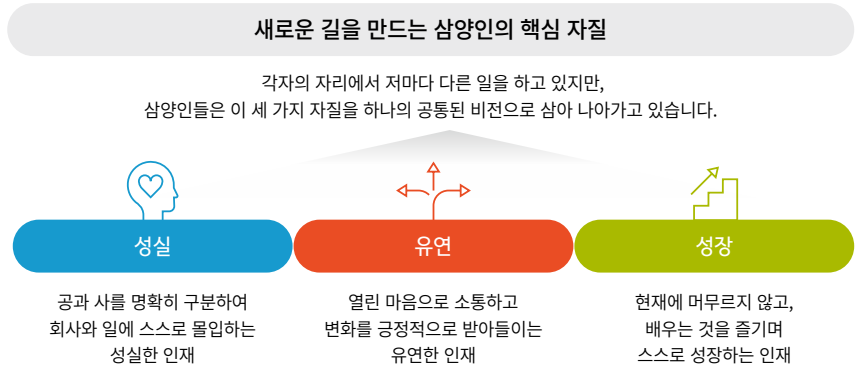 새로운 길을 만드는 삼양인의 핵심 자질
각자의 자리에서 저마다 다른 일을 하고 있지만,
삼양인들은 이 세 가지 자질을 하나의 공통된 비전으로 삼아 나아가고 있습니다.
성실
공과 사를 명확히 구분하여
회사와 일에 스스로 몰입하는
성실한 인재
유연
열린 마음으로 소통하고
변화를 긍정적으로 받아들이는
유연한 인재
성장
현재에 머무르지 않고,
배우는 것을 즐기며
스스로 성장하는 인재